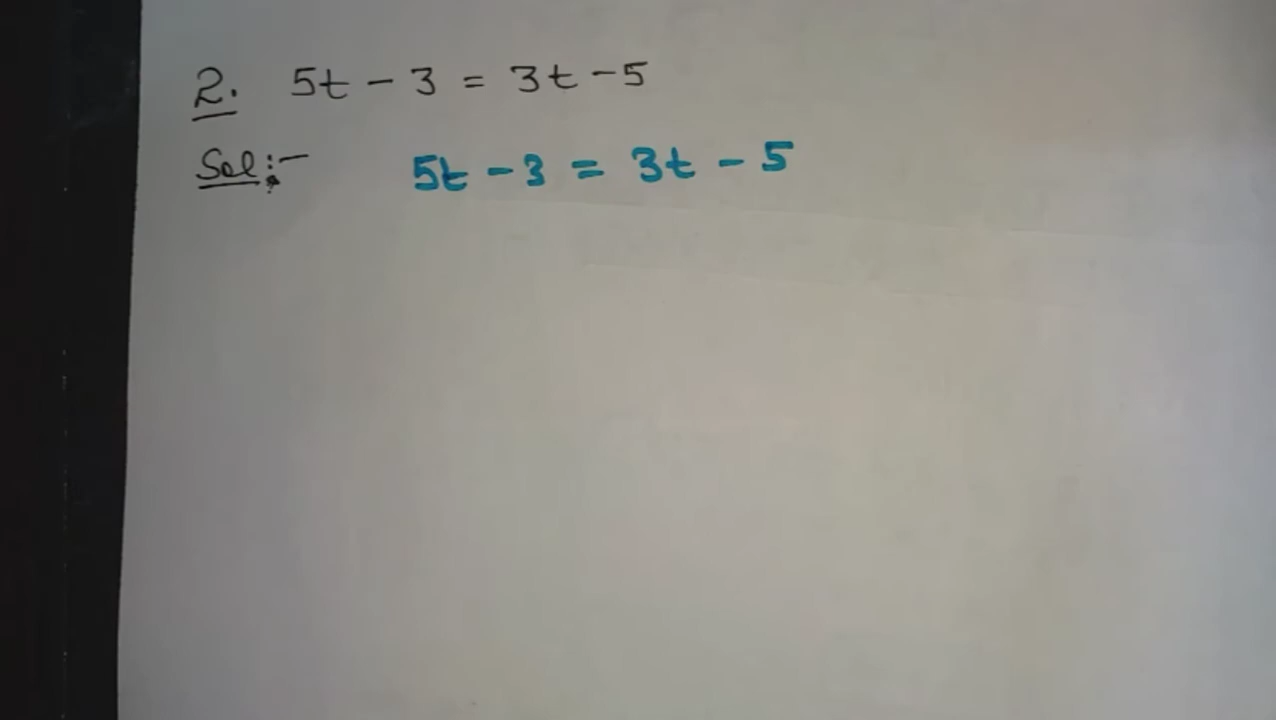 2. 5t - 3 = 3t - 5
Sol:- 5t - 3 = 3t - 5